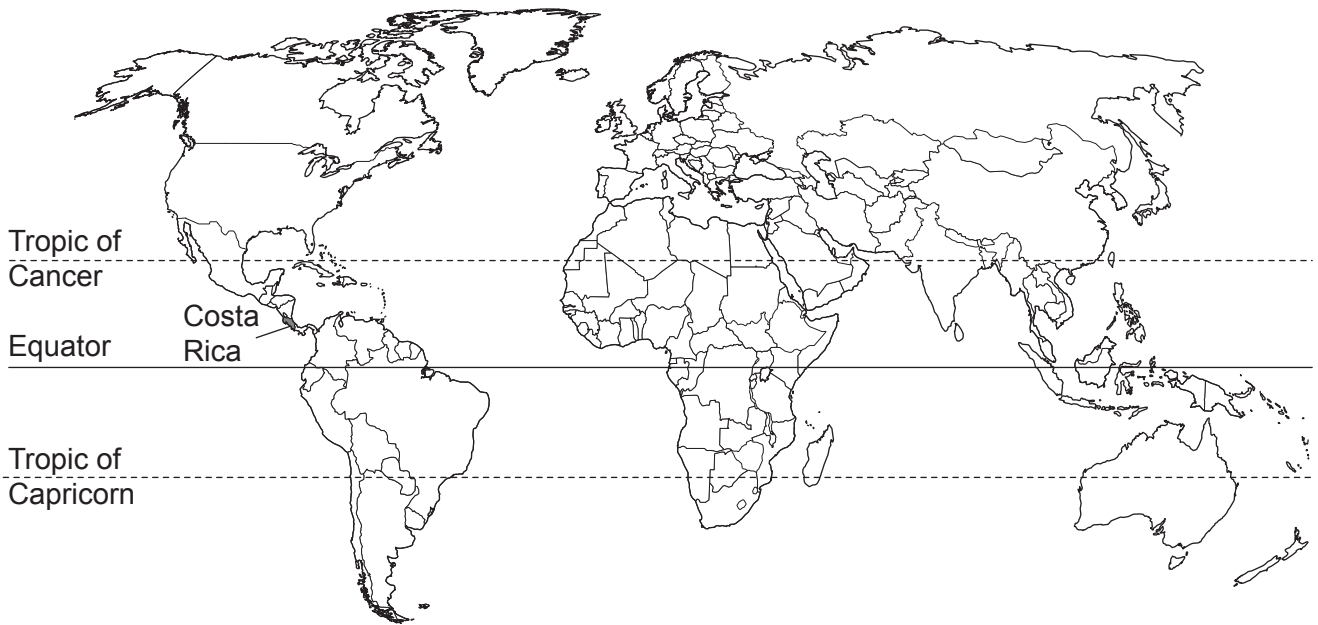 Tropic of
Cancer
Costa
Rica
Equator
Tropic of
Capricorn